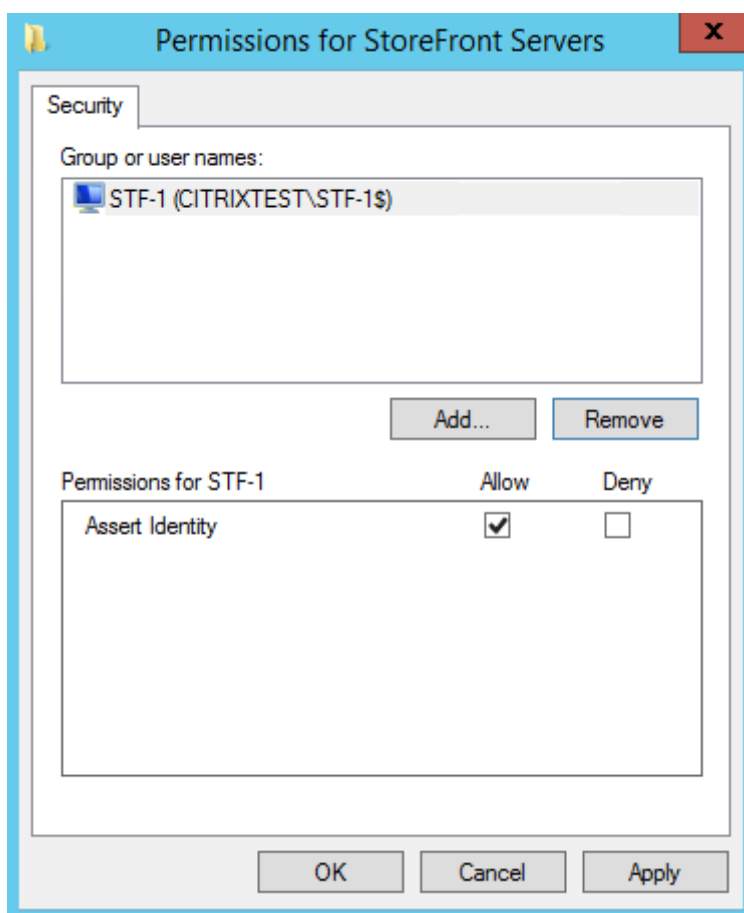 Permissions for StoreFront Servers
x
Security
Group or user names:
STF-1 (CITRIXTEST\STF-1$)
Add... Remove
Permissions for STF-1 Allow Deny
Assert Identity
OK Cancel Apply